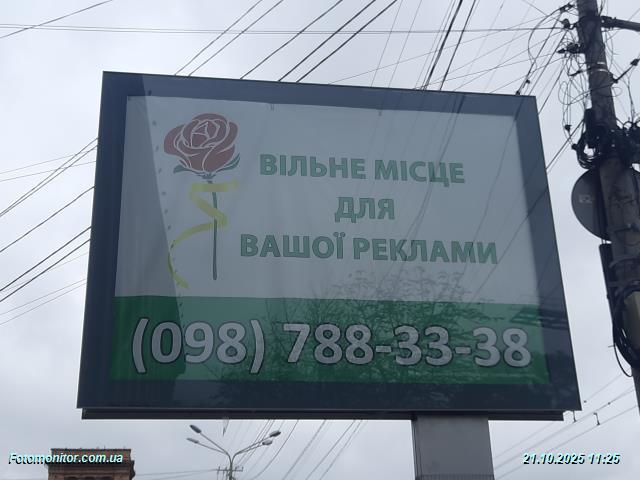 ВІЛЬНЕ МІСЦЕ
ДЛЯ
ВАШОЇ РЕКЛАМИ
(098) 788-33-38
Fotomonitor.com.ua
21.10.2025 11:25